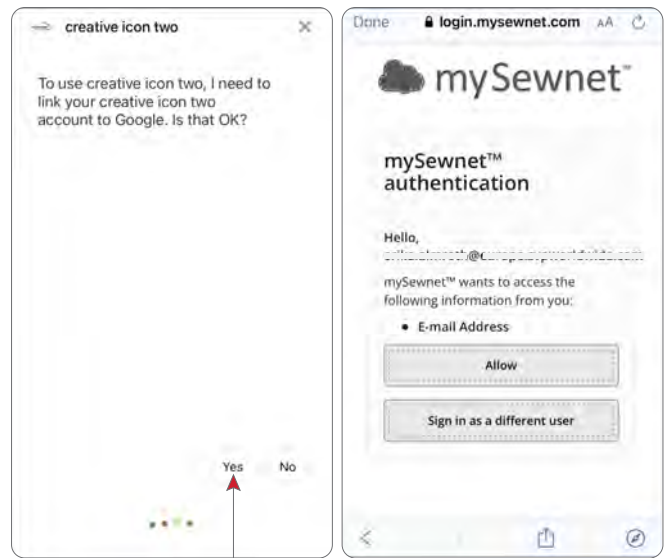 creative icon two
To use creative icon two, I need to
link your creative icon two
account to Google. Is that OK?
Yes No
Done login.mysewnet.com AA
mySewnet™
mySewnet™
authentication
Hello,
mySewnet™ wants to access the
following information from you:
• E-mail Address
Allow
Sign in as a different user